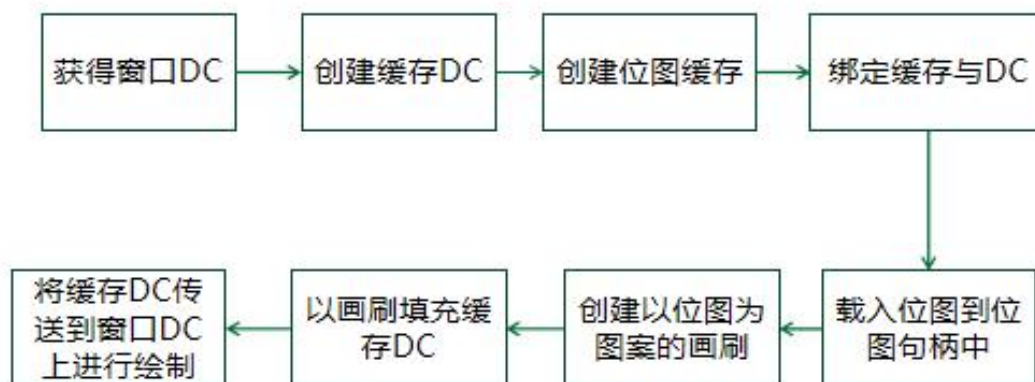 获得窗口DC
创建缓存DC
创建位图缓存
绑定缓存与DC
载入位图到位
图句柄中
创建以位图为
图案的画刷
以画刷填充缓
存DC
将缓存DC传
送到窗口DC
上进行绘制